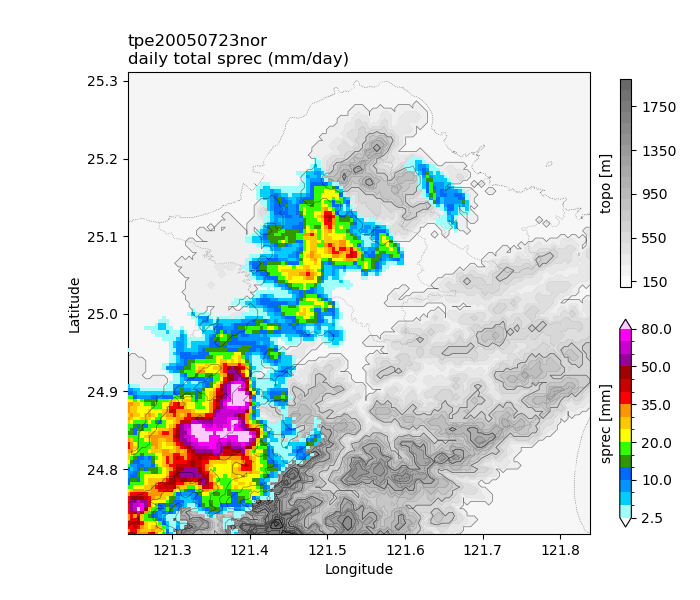 tpe20050723nor
daily total sprec (mm/day)
25.3
25.2
25.1
25.0
24.9
24.8
Latitude
121.3 121.4 121.5 121.6 121.7 121.8
Longitude
1750
1350
950
550
150
topo [m]
80.0
50.0
35.0
20.0
10.0
2.5
sprec [mm]